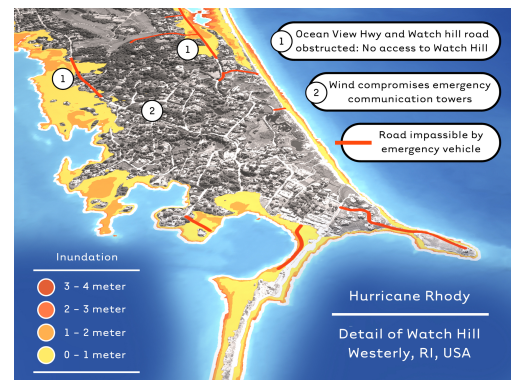 1
Ocean View Hwy and Watch hill road
obstructed: No access to Watch Hill
1
1
2
Wind compromises emergency
communication towers
2
Road impassible by
emergency vehicle
Inundation
3 - 4 meter
2 - 3 meter
1 - 2 meter
0 - 1 meter
Hurricane Rhody
Detail of Watch Hill
Westerly, RI, USA